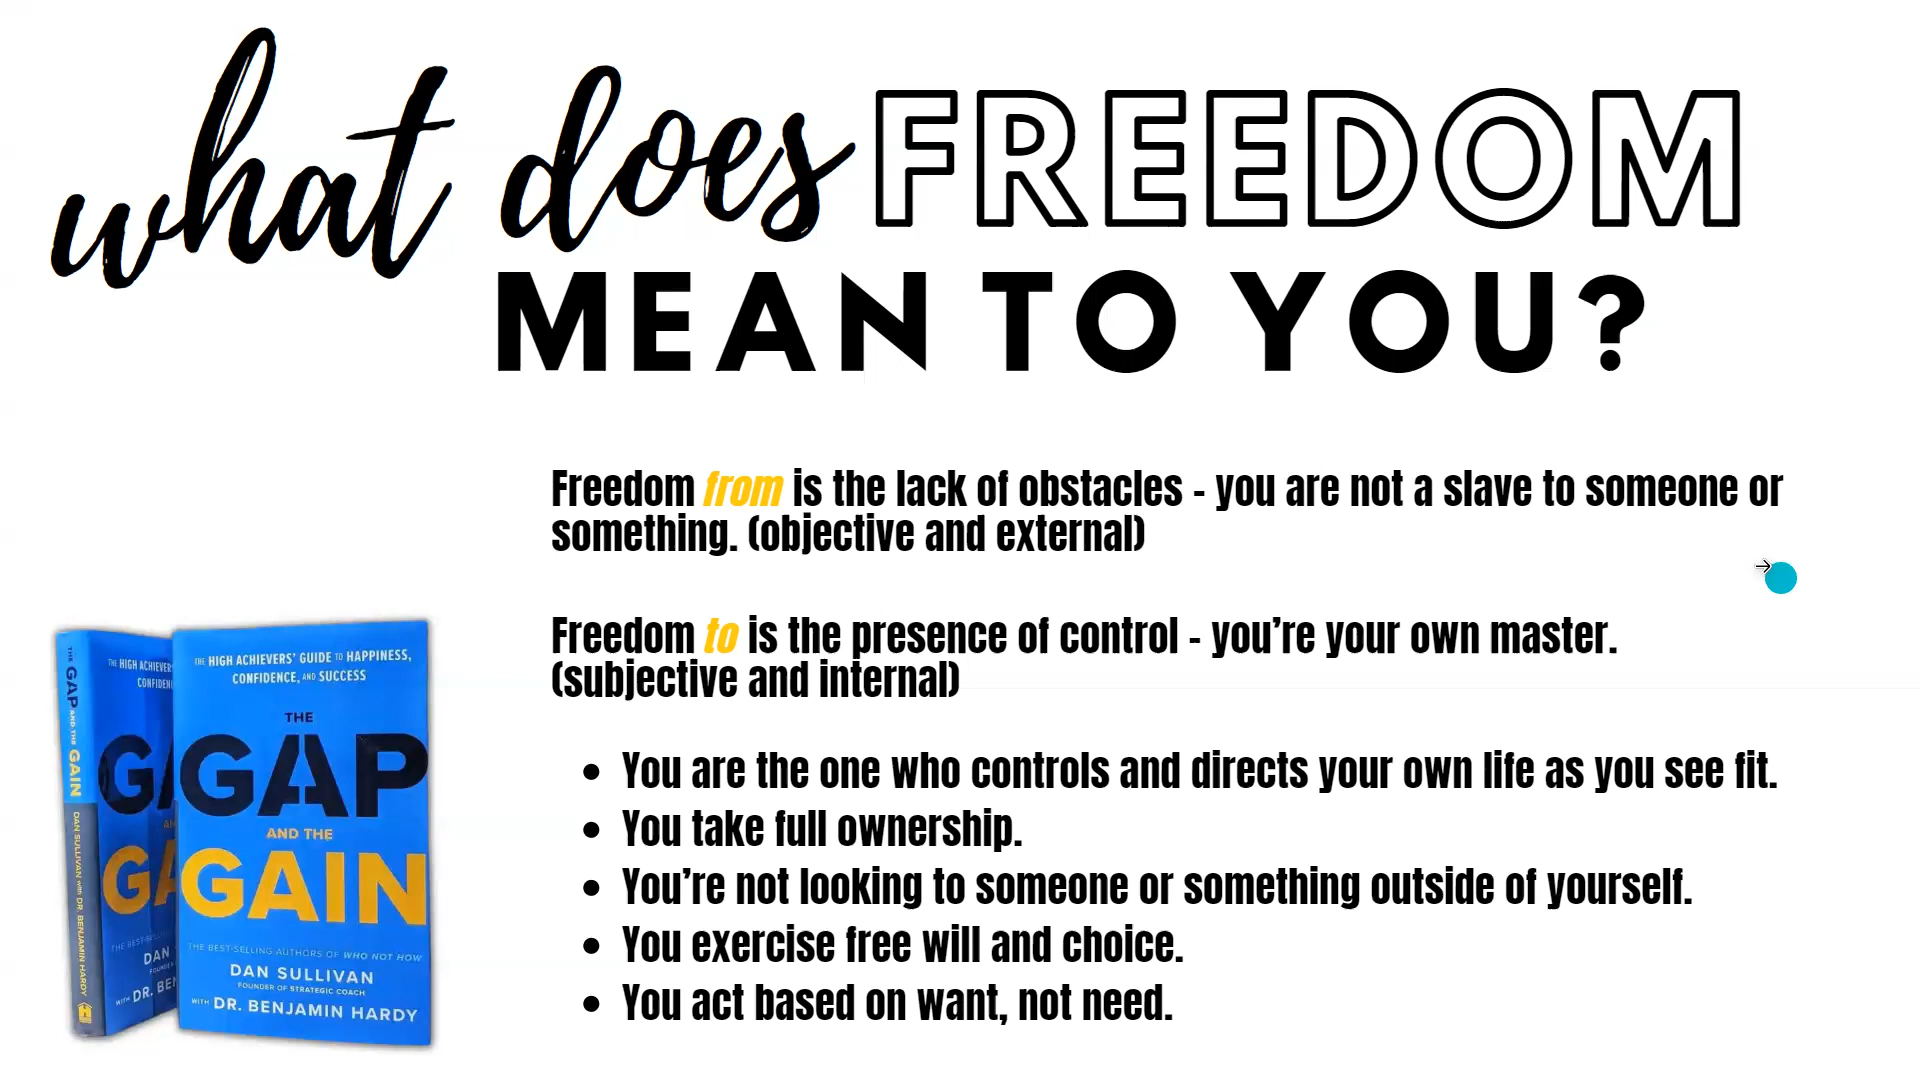 what does FREEDOM
MEAN TO YOU?
Freedom from is the lack of obstacles - you are not a slave to someone or
something. (objective and external)
Freedom to is the presence of control - you're your own master.
(subjective and internal)
• You are the one who controls and directs your own life as you see fit.
• You take full ownership.
• You're not looking to someone or something outside of yourself.
• You exercise free will and choice.
• You act based on want, not need.
THE GAP AND THE GAIN
DAN SULLIVAN with DR. BENJAMIN HARDY
THE HIGH ACHIEVERS' GUIDE TO HAPPINESS,
CONFIDENCE, AND SUCCESS
THE
GAP
AND THE
GAIN
THE BEST-SELLING AUTHORS OF WHO NOT HOW
DAN SULLIVAN
FOUNDER OF STRATEGIC COACH
WITH DR. BENJAMIN HARDY